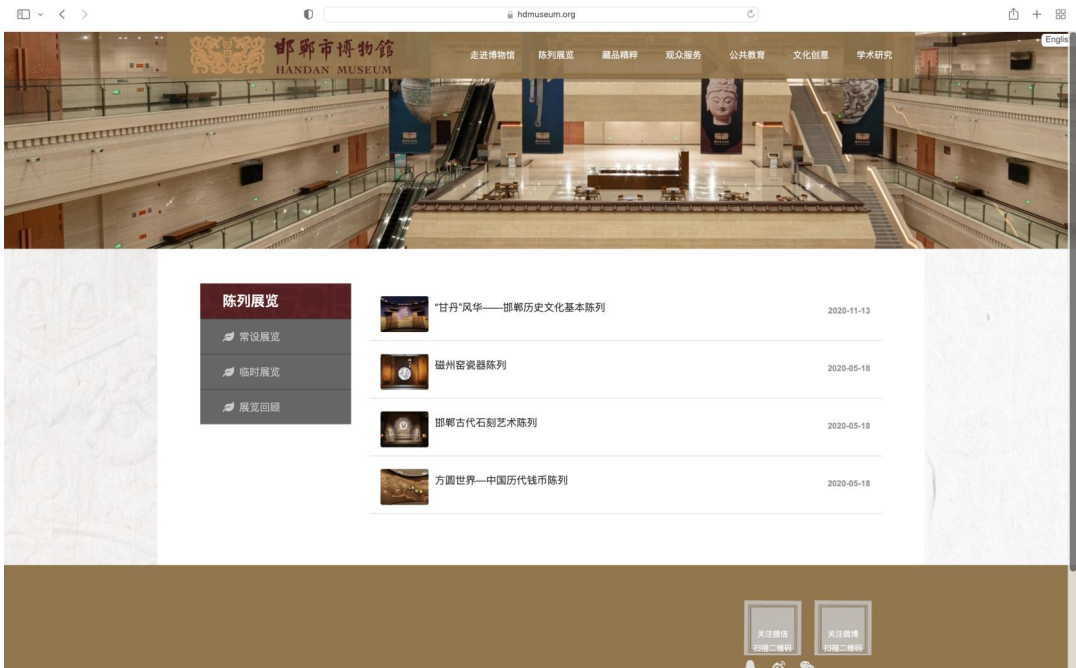 hdmuseum.org
English
邯郸市博物館
HANDAN MUSEUM
走进博物馆 陈列展览 藏品精粹 观众服务 公共教育 文化创意 学术研究
陈列展览
常设展览
临时展览
展览回顾
“甘丹”风华——邯郸历史文化基本陈列
2020-11-13
磁州窑瓷器陈列
2020-05-18
邯郸古代石刻艺术陈列
2020-05-18
方圆世界—中国历代钱币陈列
2020-05-18
关注微信
扫描二维码
关注微博
扫描二维码